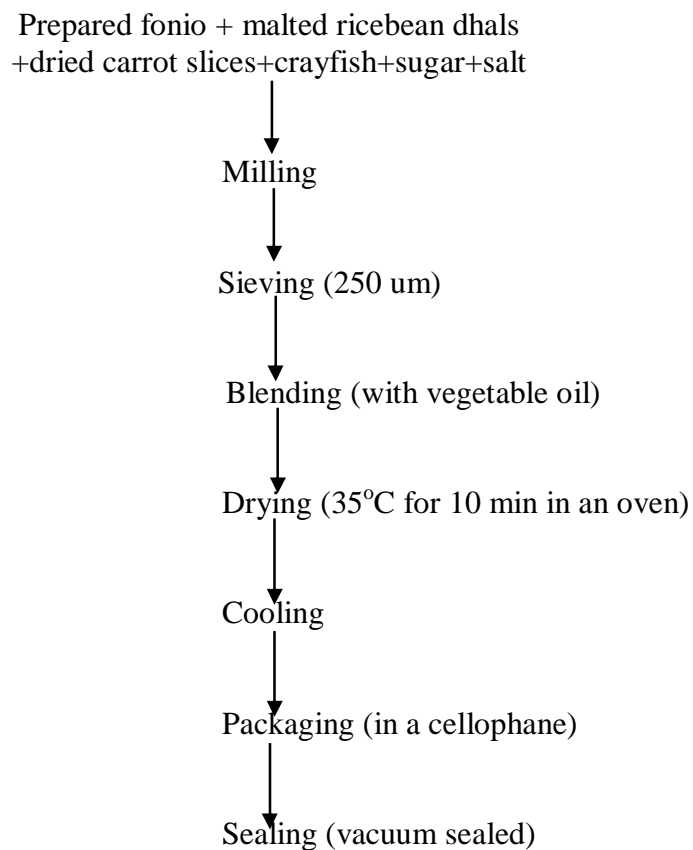 Prepared fonio + malted ricebean dhals
+dried carrot slices+crayfish+sugar+salt
Milling
Sieving (250 um)
Blending (with vegetable oil)
Drying (35°C for 10 min in an oven)
Cooling
Packaging (in a cellophane)
Sealing (vacuum sealed)